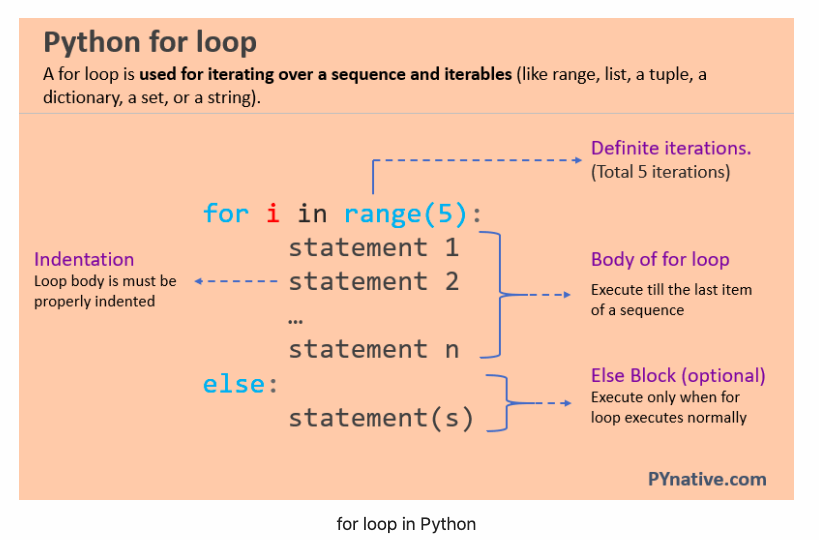 Python for loop
A for loop is used for iterating over a sequence and iterables (like range, list, a tuple, a
dictionary, a set, or a string).
Definite iterations.
(Total 5 iterations)
for i in range(5):
statement 1
statement 2
…
statement n
else:
statement(s)
Indentation
Loop body is must be
properly indented
Body of for loop
Execute till the last item
of a sequence
Else Block (optional)
Execute only when for
loop executes normally
PYnative.com
for loop in Python